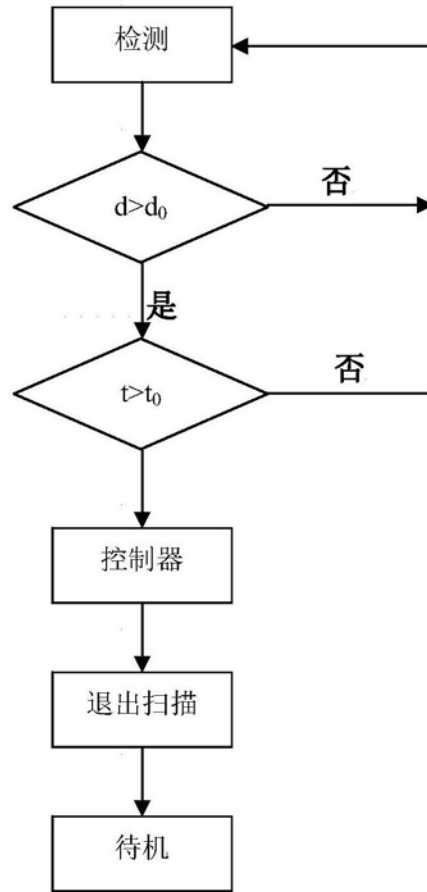 检测
d>d₀
否
是
t>t₀
否
控制器
退出扫描
待机